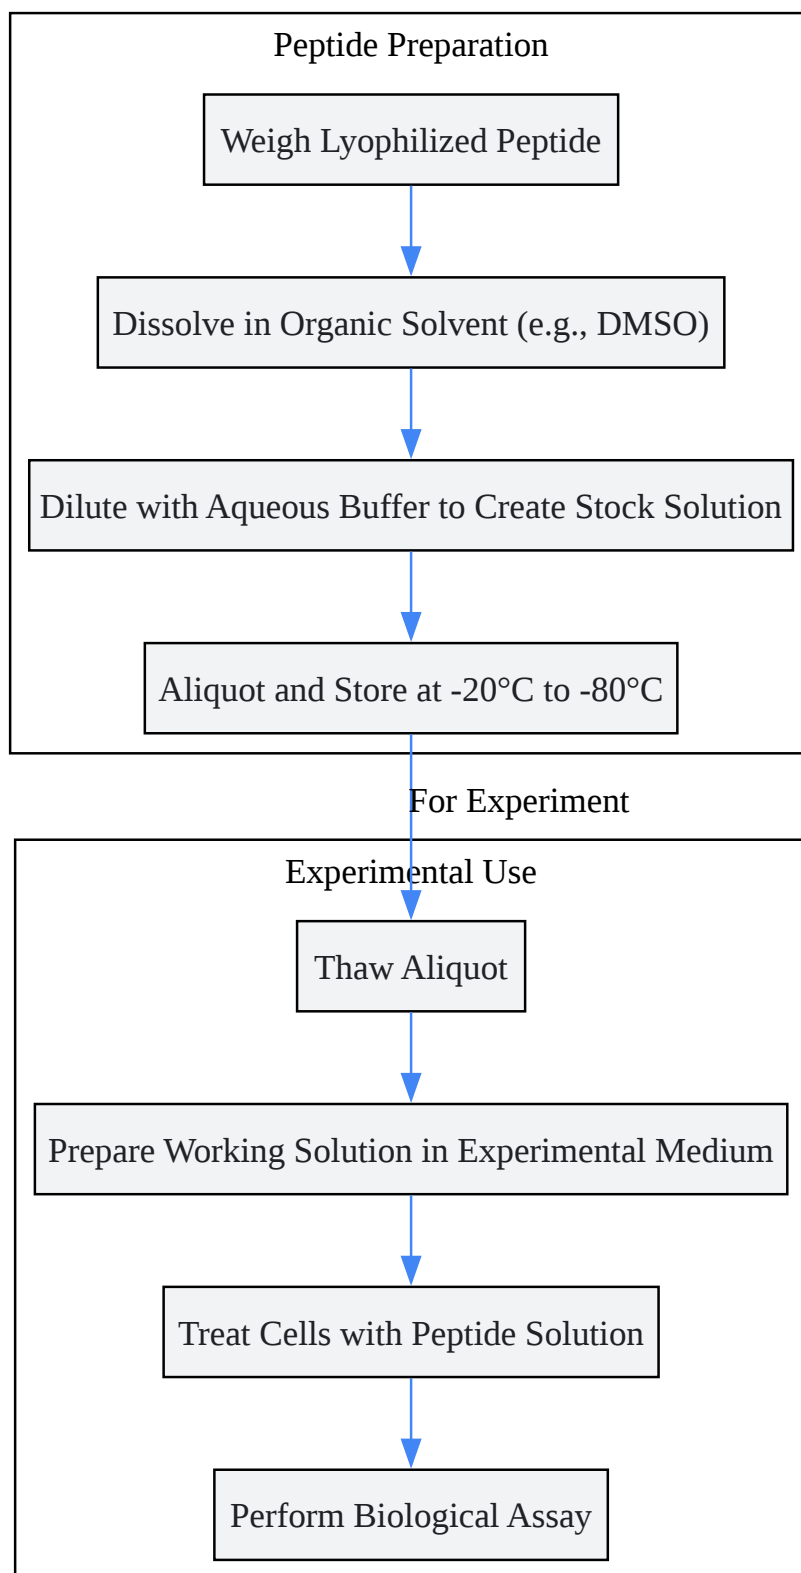 Peptide Preparation
Weigh Lyophilized Peptide
Dissolve in Organic Solvent (e.g., DMSO)
Dilute with Aqueous Buffer to Create Stock Solution
Aliquot and Store at -20°C to -80°C
For Experiment
Experimental Use
Thaw Aliquot
Prepare Working Solution in Experimental Medium
Treat Cells with Peptide Solution
Perform Biological Assay